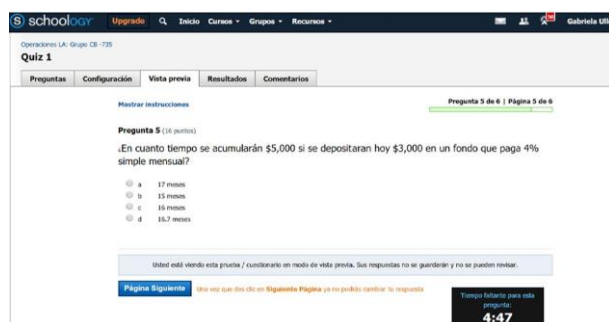 schoology Upgrade Inicio Cursos Grupos Recursos Gabriela Ulli
Operaciones LA: Grupo CB -735
Quiz 1
Preguntas Configuración Vista previa Resultados Comentarios
Mostrar instrucciones
Pregunta 5 de 6 | Página 5 de 6
Pregunta 5 (16 puntos)
¿En cuanto tiempo se acumularán $5,000 si se depositaran hoy $3,000 en un fondo que paga 4%
simple mensual?
a 17 meses
b 15 meses
c 16 meses
d 16.7 meses
Usted está viendo esta prueba / cuestionario en modo de vista previa. Sus respuestas no se guardarán y no se pueden revisar.
Página Siguiente Una vez que des clic en Siguiente Página ya no podrás cambiar tu respuesta
Tiempo faltante para esta
pregunta:
4:47